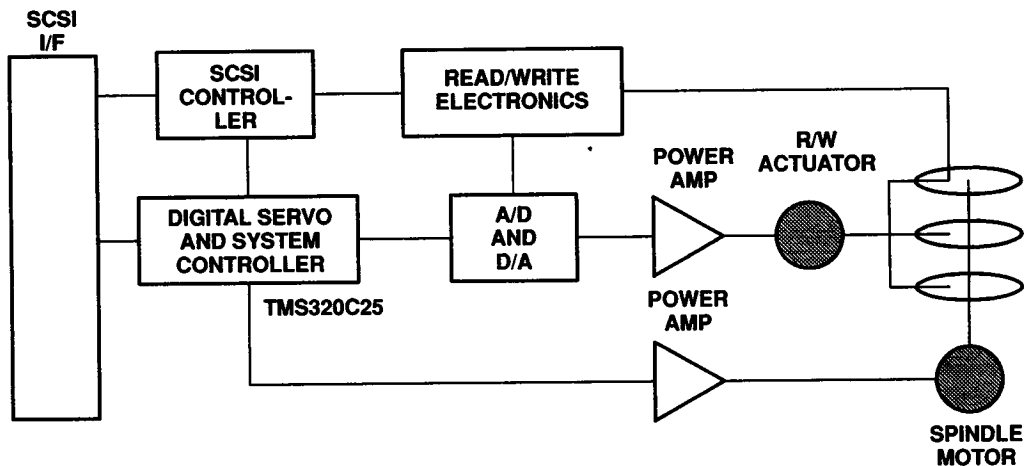 SCSI
I/F
SCSI
CONTROL-
LER
READ/WRITE
ELECTRONICS
POWER
AMP
R/W
ACTUATOR
DIGITAL SERVO
AND SYSTEM
CONTROLLER
A/D
AND
D/A
TMS320C25
POWER
AMP
SPINDLE
MOTOR